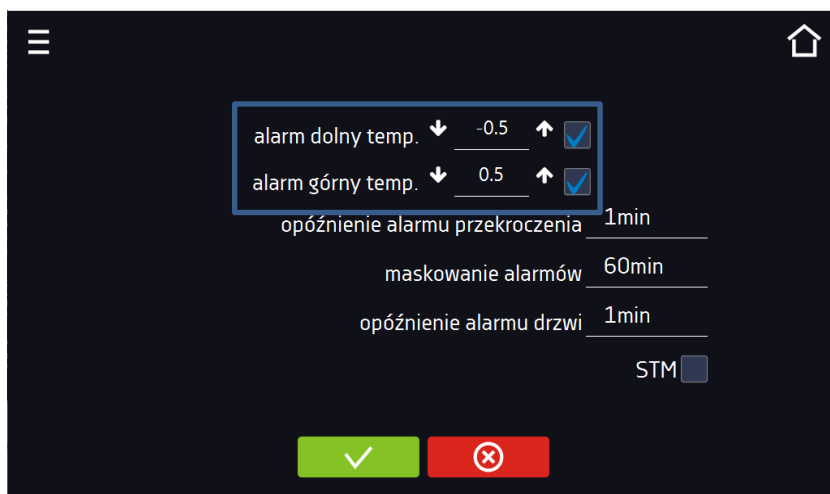 alarm dolny temp. -0.5
alarm górny temp. 0.5
opóźnienie alarmu przekroczenia 1min
maskowanie alarmów 60min
opóźnienie alarmu drzwi 1min
STM